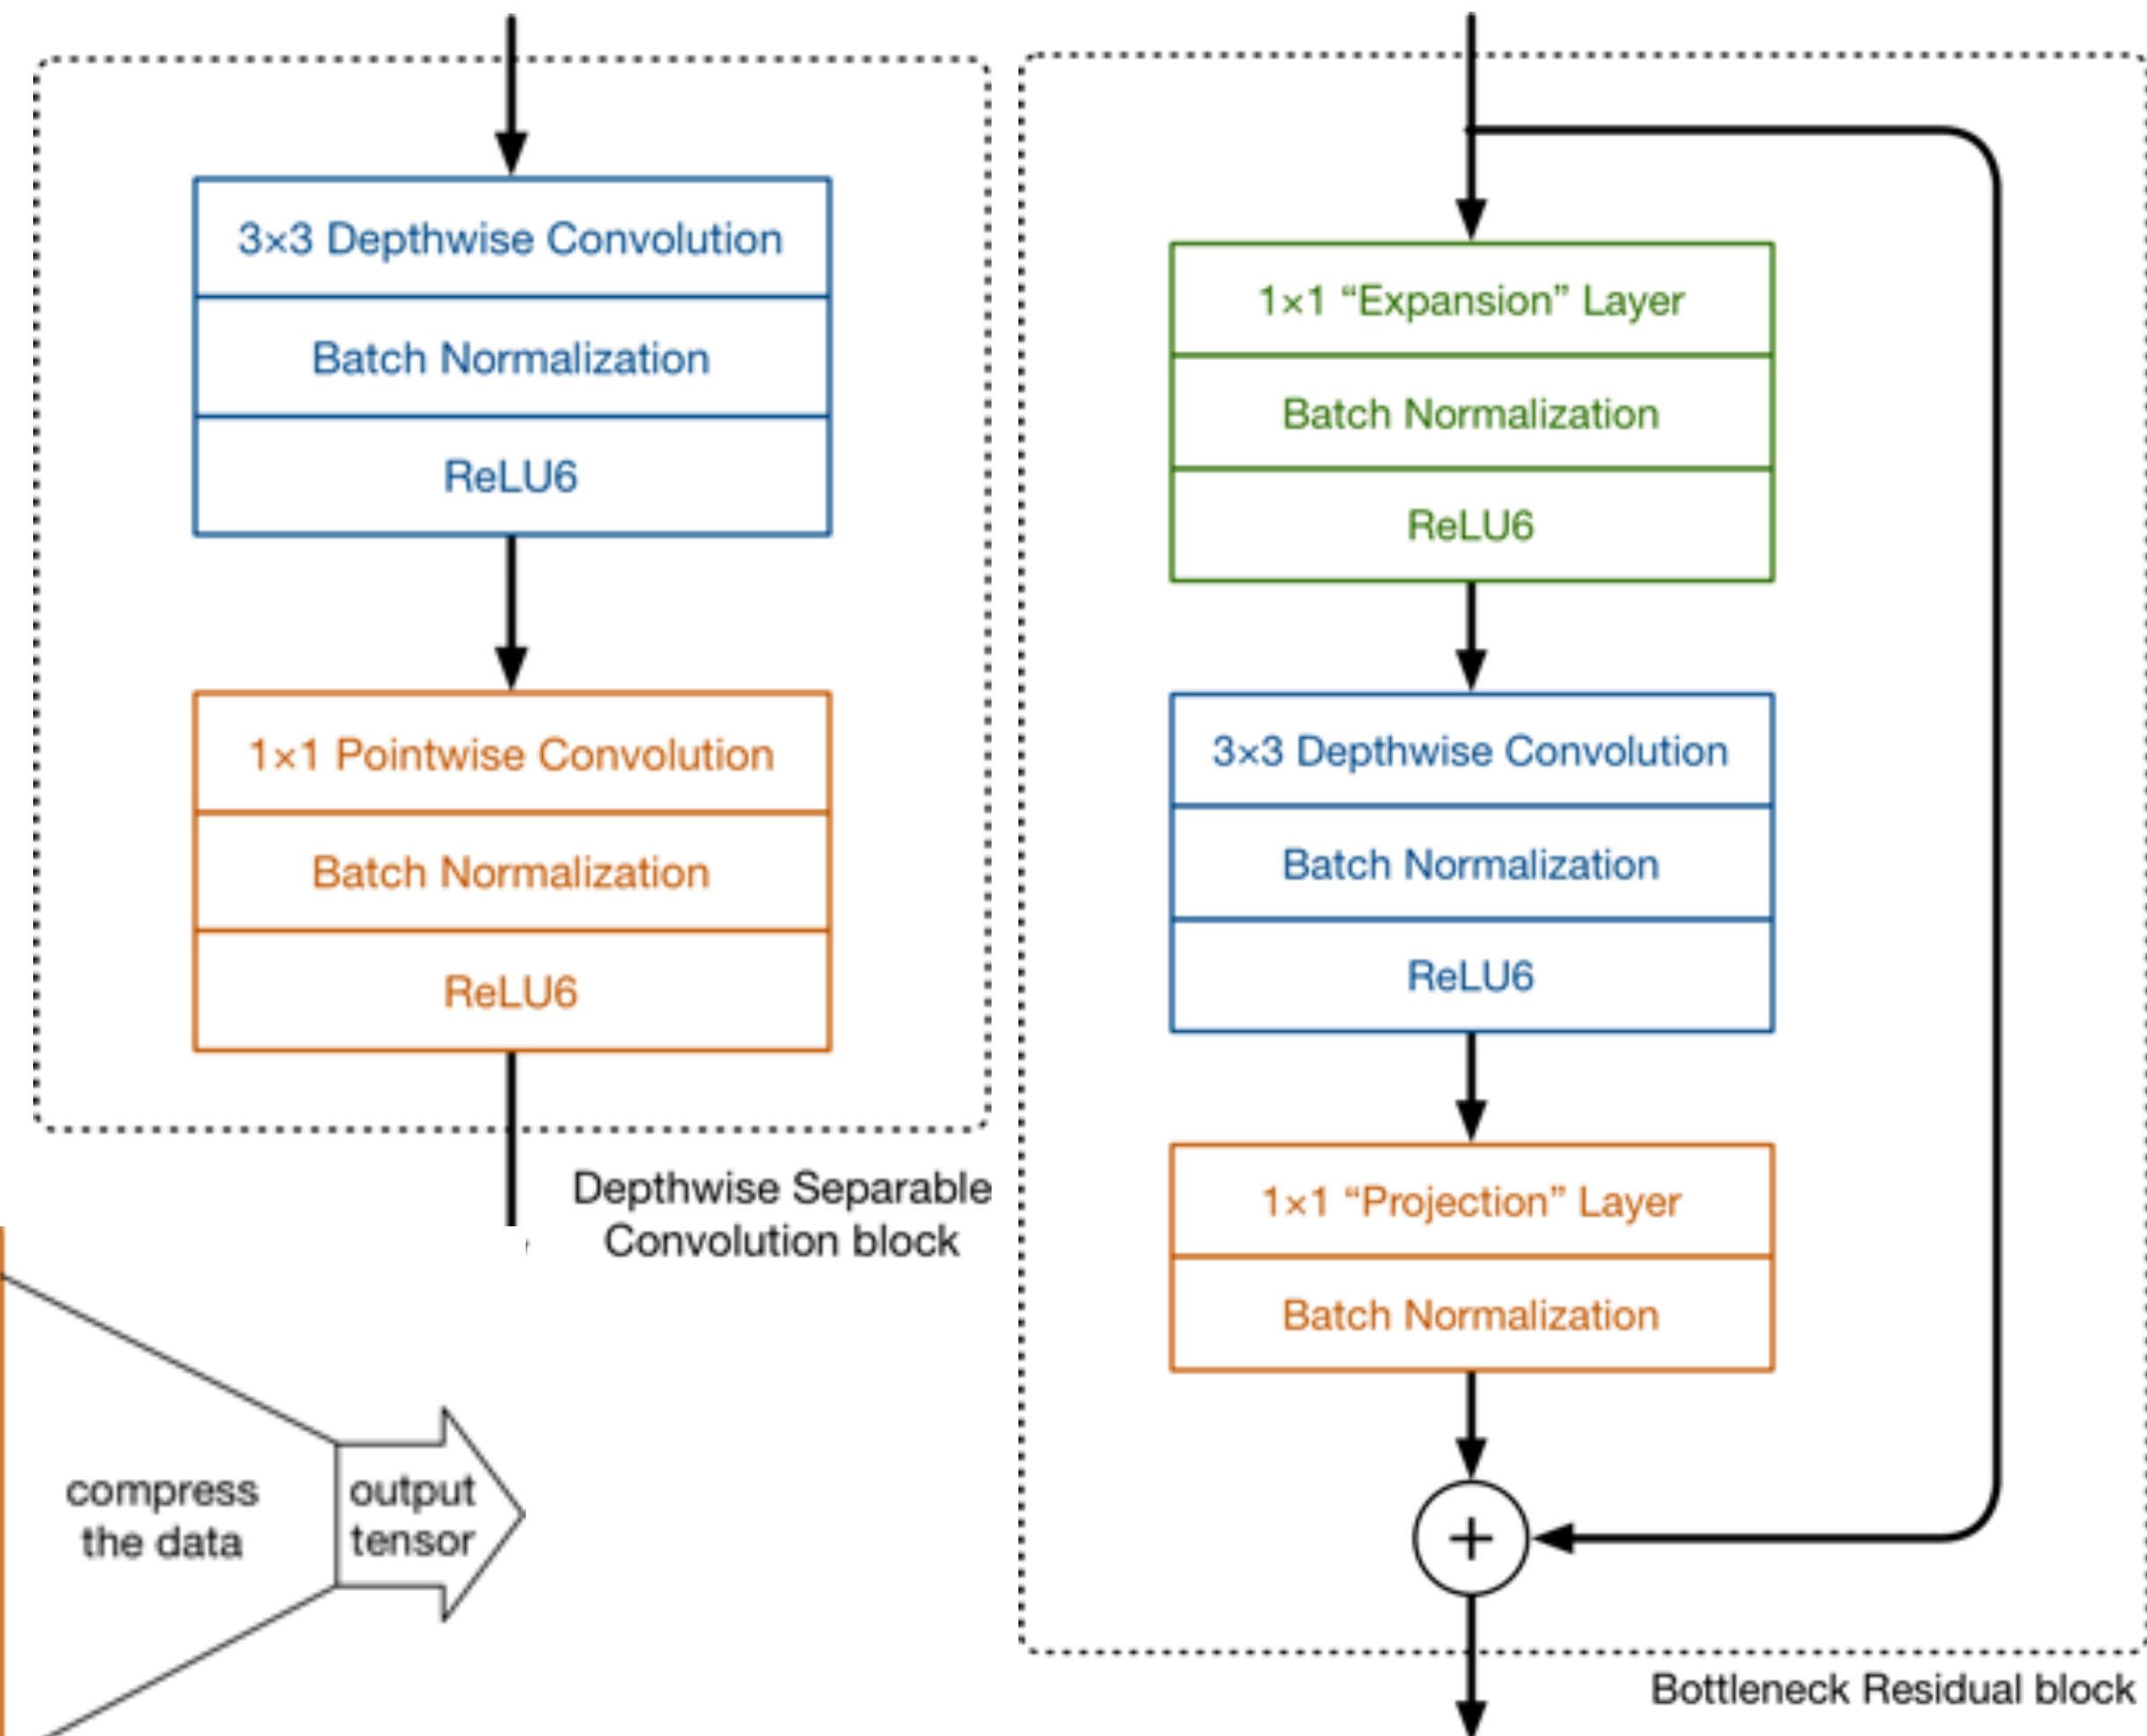 3×3 Depthwise Convolution
Batch Normalization
ReLU6
1×1 Pointwise Convolution
Batch Normalization
ReLU6
Depthwise Separable
Convolution block
compress
the data
output
tensor
1×1 “Expansion” Layer
Batch Normalization
ReLU6
3×3 Depthwise Convolution
Batch Normalization
ReLU6
1×1 “Projection” Layer
Batch Normalization
+
Bottleneck Residual block